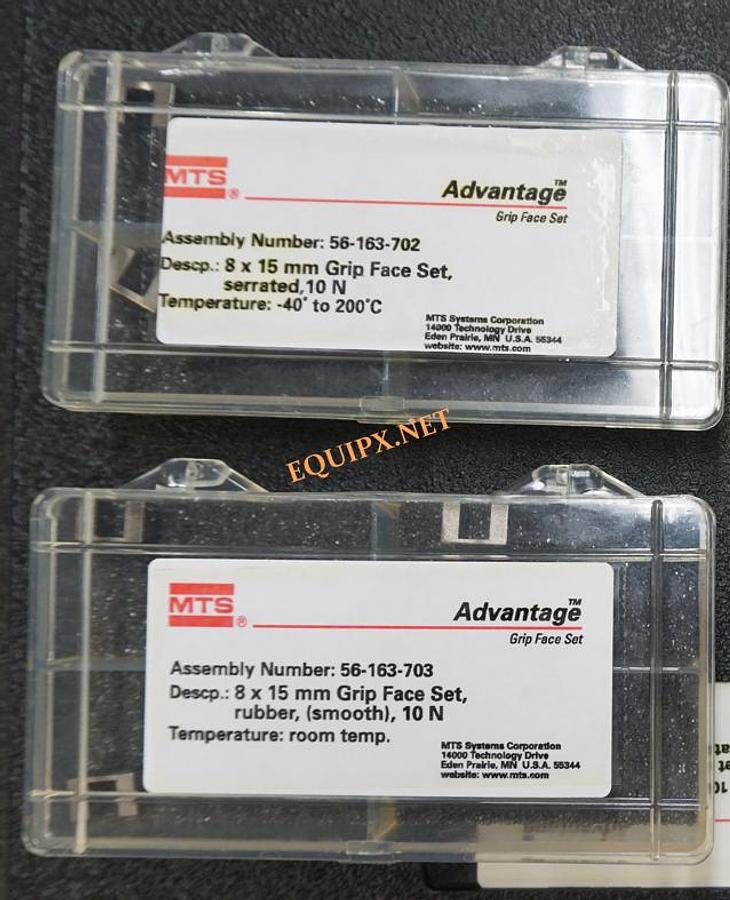 MTS®
Advantage™
Grip Face Set
Assembly Number: 56-163-702
Descp.: 8 x 15 mm Grip Face Set,
serrated,10 N
Temperature: -40° to 200°C
MTS Systems Corporation
14000 Technology Drive
Eden Prairie, MN U.S.A. 55344
website: www.mts.com
EQUIPX.NET
MTS®
Advantage™
Grip Face Set
Assembly Number: 56-163-703
Descp.: 8 x 15 mm Grip Face Set,
rubber, (smooth), 10 N
Temperature: room temp.
MTS Systems Corporation
14000 Technology Drive
Eden Prairie, MN U.S.A. 55344
website: www.mts.com
Grip Face Set